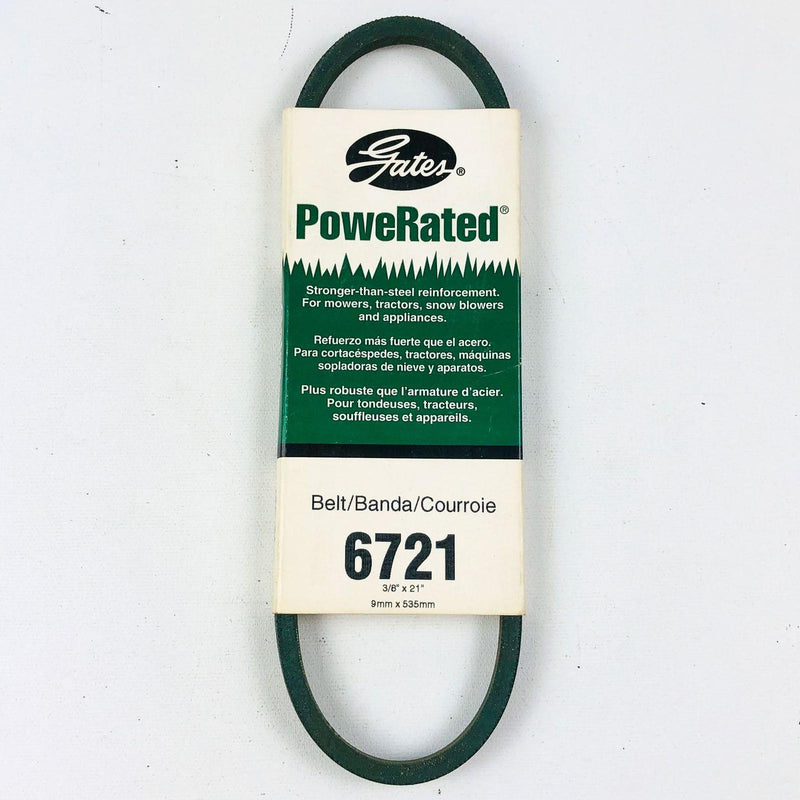 Gates®
PoweRated®
Stronger-than-steel reinforcement.
For mowers, tractors, snow blowers
and appliances.
Refuerzo más fuerte que el acero.
Para cortacéspedes, tractores, máquinas
sopladoras de nieve y aparatos.
Plus robuste que l'armature d'acier.
Pour tondeuses, tracteurs,
souffleuses et appareils.
Belt/Banda/Courroie
6721
3/8" x 21"
9mm x 535mm